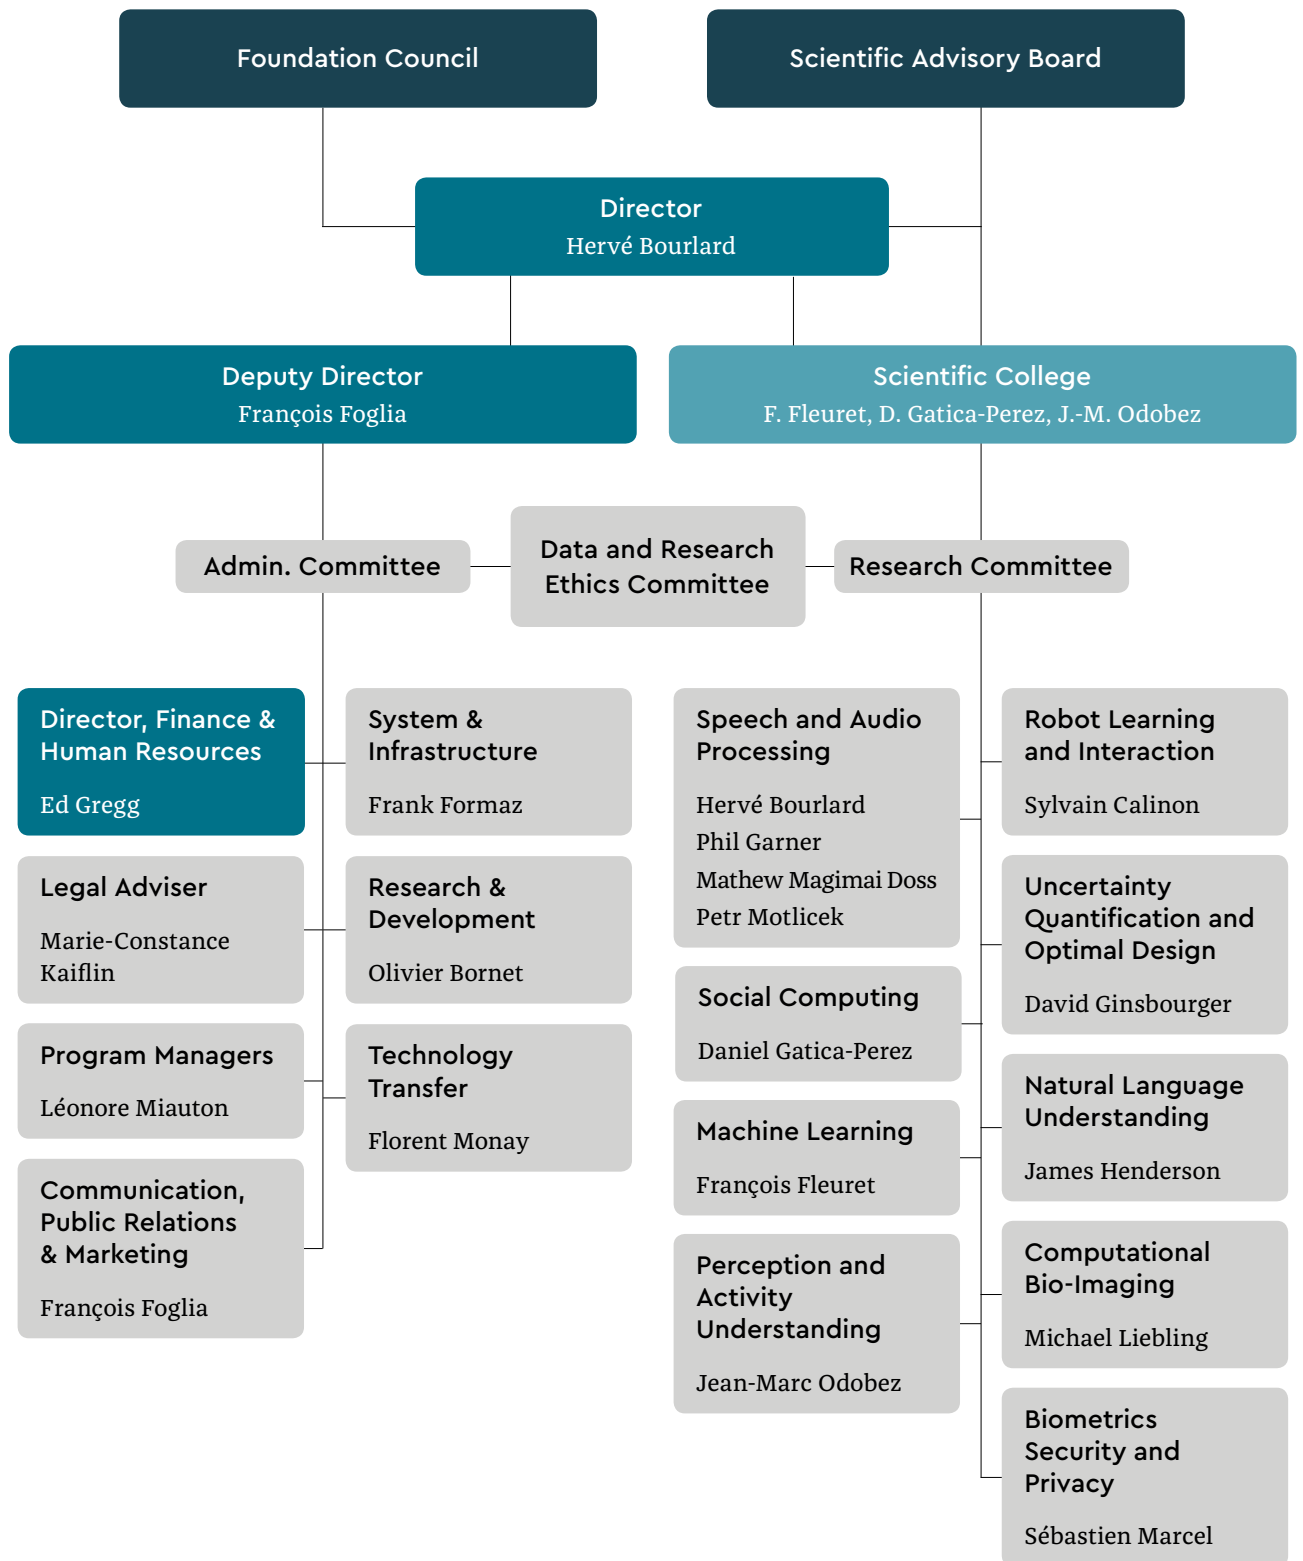 Foundation Council
Scientific Advisory Board
Director
Hervé Bourlard
Deputy Director
François Foglia
Scientific College
F. Fleuret, D. Gatica-Perez, J.-M. Odobez
Admin. Committee
Data and Research
Ethics Committee
Research Committee
Director, Finance &
Human Resources
Ed Gregg
System &
Infrastructure
Frank Formaz
Legal Adviser
Marie-Constance
Kaiflin
Research &
Development
Olivier Bornet
Program Managers
Léonore Miauton
Technology
Transfer
Florent Monay
Communication,
Public Relations
& Marketing
François Foglia
Speech and Audio
Processing
Hervé Bourlard
Phil Garner
Mathew Magimai Doss
Petr Motlicek
Robot Learning
and Interaction
Sylvain Calinon
Social Computing
Daniel Gatica-Perez
Uncertainty
Quantification and
Optimal Design
David Ginsbourger
Machine Learning
François Fleuret
Natural Language
Understanding
James Henderson
Perception and
Activity
Understanding
Jean-Marc Odobez
Computational
Bio-Imaging
Michael Liebling
Biometrics
Security and
Privacy
Sébastien Marcel